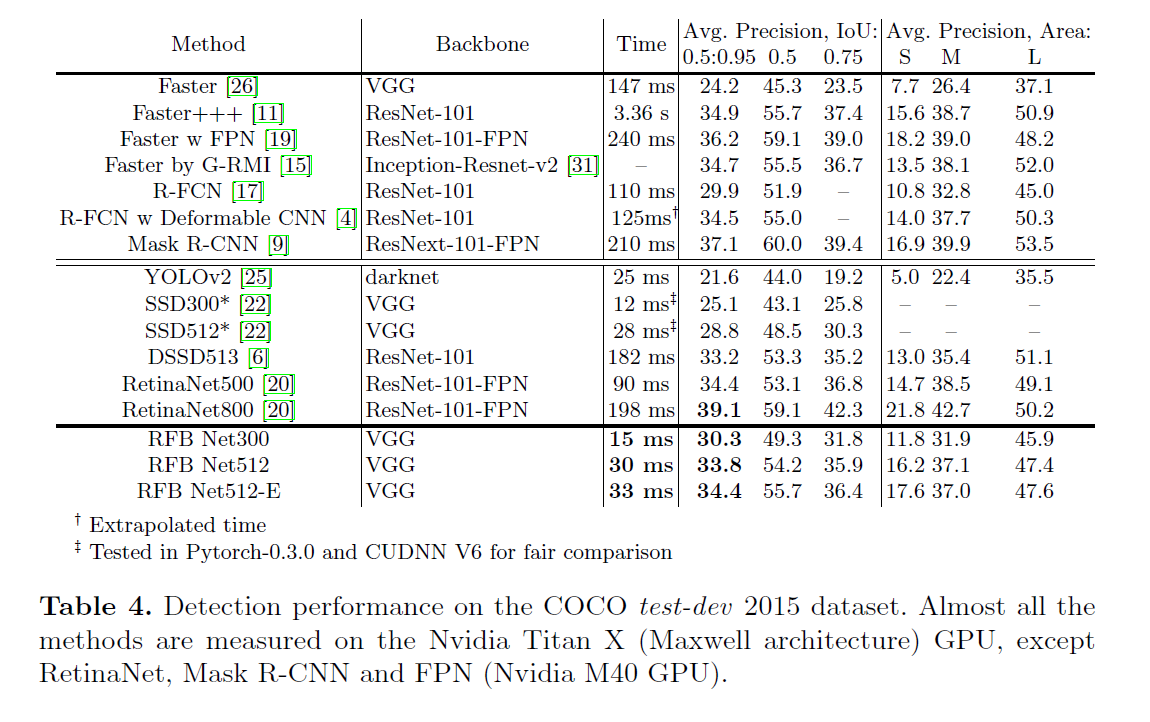 Method Backbone Time Avg. Precision, IoU: Avg. Precision, Area:
0.5:0.95 0.5 0.75 S M L
Faster [26] VGG 147 ms 24.2 45.3 23.5 7.7 26.4 37.1
Faster+++ [11] ResNet-101 3.36 s 34.9 55.7 37.4 15.6 38.7 50.9
Faster w FPN [19] ResNet-101-FPN 240 ms 36.2 59.1 39.0 18.2 39.0 48.2
Faster by G-RMI [15] Inception-Resnet-v2 [31] – 34.7 55.5 36.7 13.5 38.1 52.0
R-FCN [17] ResNet-101 110 ms 29.9 51.9 – 10.8 32.8 45.0
R-FCN w Deformable CNN [4] ResNet-101 125ms† 34.5 55.0 – 14.0 37.7 50.3
Mask R-CNN [9] ResNext-101-FPN 210 ms 37.1 60.0 39.4 16.9 39.9 53.5
YOLOv2 [25] darknet 25 ms 21.6 44.0 19.2 5.0 22.4 35.5
SSD300* [22] VGG 12 ms‡ 25.1 43.1 25.8 – – –
SSD512* [22] VGG 28 ms‡ 28.8 48.5 30.3 – – –
DSSD513 [6] ResNet-101 182 ms 33.2 53.3 35.2 13.0 35.4 51.1
RetinaNet500 [20] ResNet-101-FPN 90 ms 34.4 53.1 36.8 14.7 38.5 49.1
RetinaNet800 [20] ResNet-101-FPN 198 ms 39.1 59.1 42.3 21.8 42.7 50.2
RFB Net300 VGG 15 ms 30.3 49.3 31.8 11.8 31.9 45.9
RFB Net512 VGG 30 ms 33.8 54.2 35.9 16.2 37.1 47.4
RFB Net512-E VGG 33 ms 34.4 55.7 36.4 17.6 37.0 47.6
† Extrapolated time
‡ Tested in Pytorch-0.3.0 and CUDNN V6 for fair comparison
Table 4. Detection performance on the COCO test-dev 2015 dataset. Almost all the
methods are measured on the Nvidia Titan X (Maxwell architecture) GPU, except
RetinaNet, Mask R-CNN and FPN (Nvidia M40 GPU).